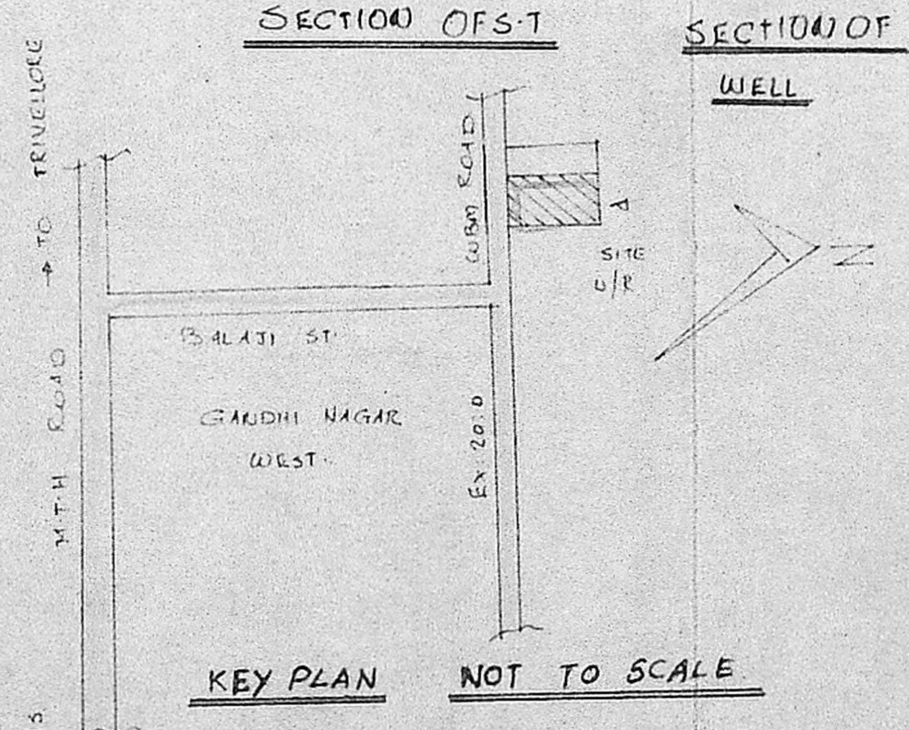 SECTION OF S.T
SECTION OF
WELL
→ TO TRIVELLORE
WBM ROAD
SITE
U/R
N
BALAJI ST.
M.T.H ROAD
GANDHI NAGAR
WEST.
EX 20.0
KEY PLAN NOT TO SCALE
S